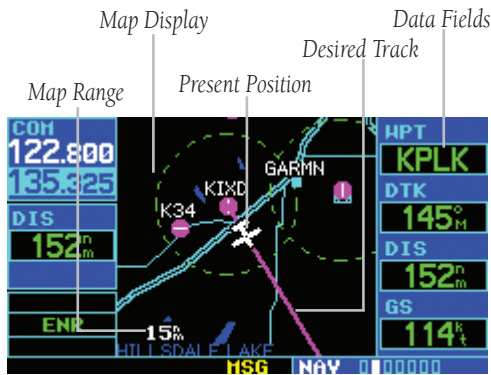 Map Display
Data Fields
Desired Track
Map Range
Present Position
COM
122.800
135.325
DIS
152nm
ENR
15nm
HILLSDALE LAKE
K34
KIXD
GARMN
WPT
KPLK
DTK
145°M
DIS
152nm
GS
114kt
MSG
NAV